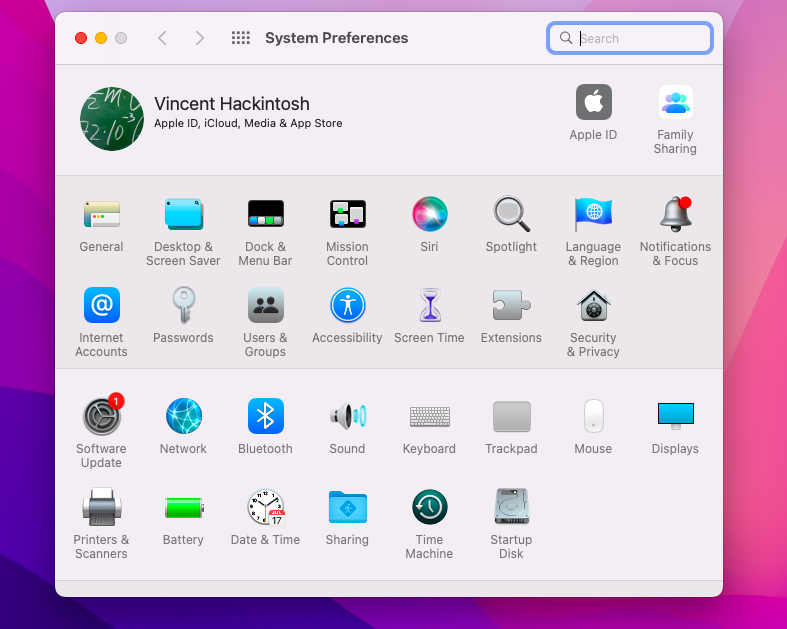 System Preferences
Search
Vincent Hackintosh
Apple ID, iCloud, Media & App Store
Apple ID
Family
Sharing
General
Desktop &
Screen Saver
Dock &
Menu Bar
Mission
Control
Siri
Spotlight
Language
& Region
Notifications
& Focus
@
Internet
Accounts
Passwords
Users &
Groups
Accessibility
Screen Time
Extensions
Security
& Privacy
1
Software
Update
Network
Bluetooth
Sound
Keyboard
Trackpad
Mouse
Displays
Printers &
Scanners
Battery
JUL
17
Date & Time
Sharing
Time
Machine
Startup
Disk